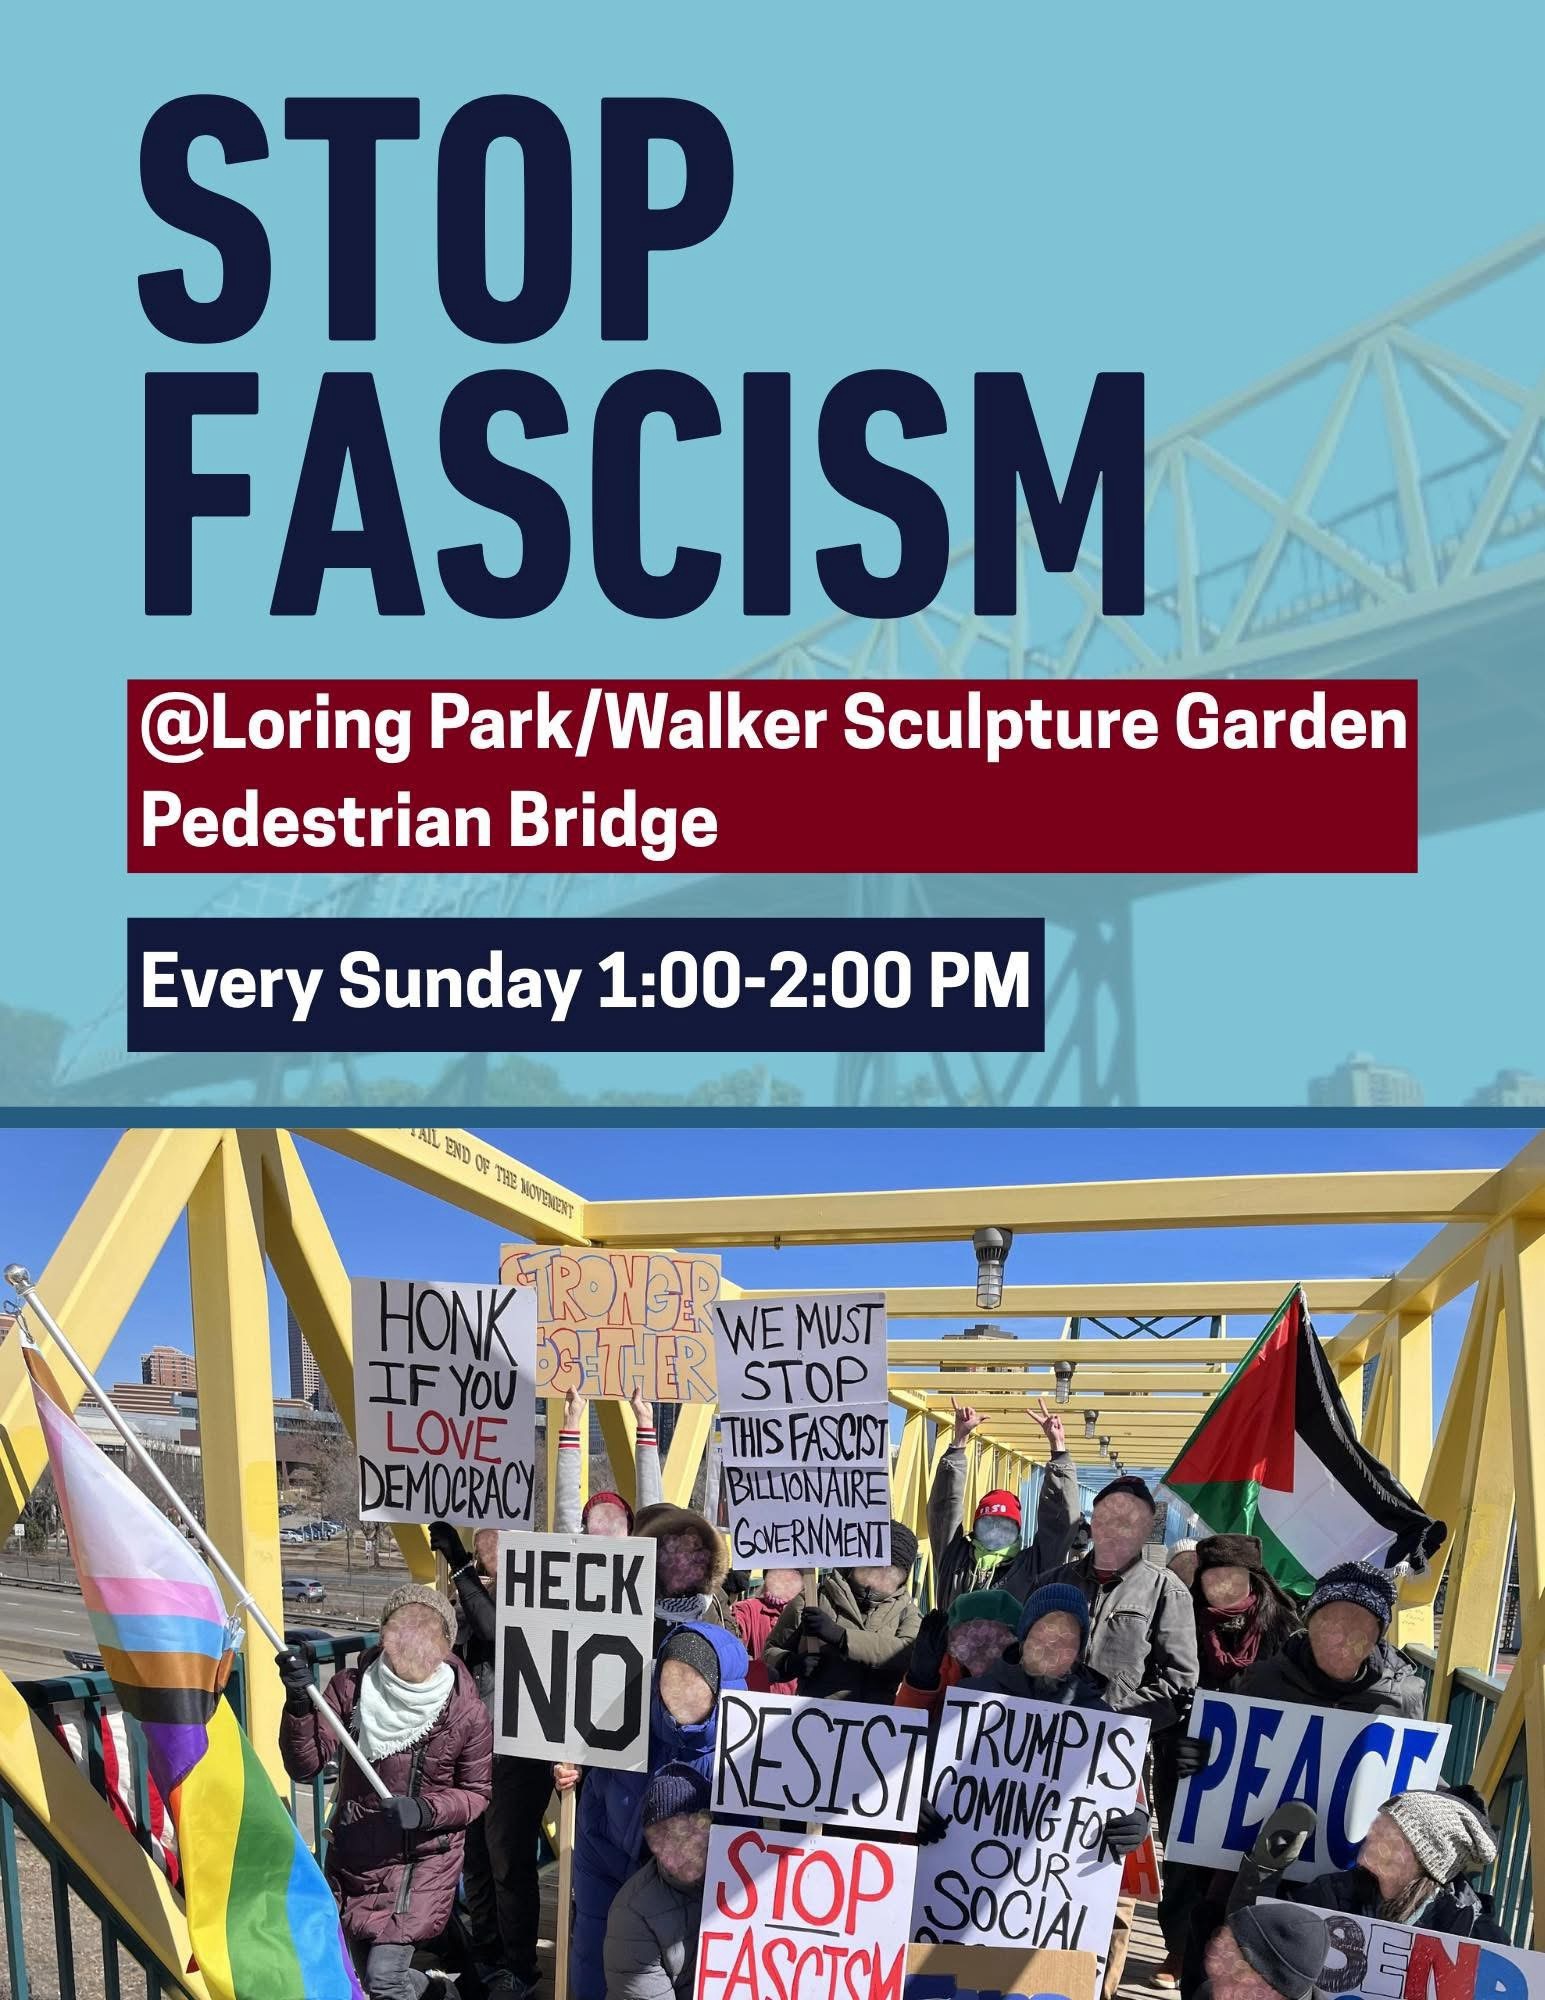 STOP
FASCISM
@Loring Park/Walker Sculpture Garden
Pedestrian Bridge
Every Sunday 1:00-2:00 PM
TAIL END OF THE MOVEMENT
HONK
IF YOU
LOVE
DEMOCRACY
STRONGER
TOGETHER
WE MUST
STOP
THIS FASCIST
BILLIONAIRE
GOVERNMENT
HECK
NO
RESIST
STOP
FASCISM
TRUMP IS
COMING FOR
OUR
SOCIAL
PEACE